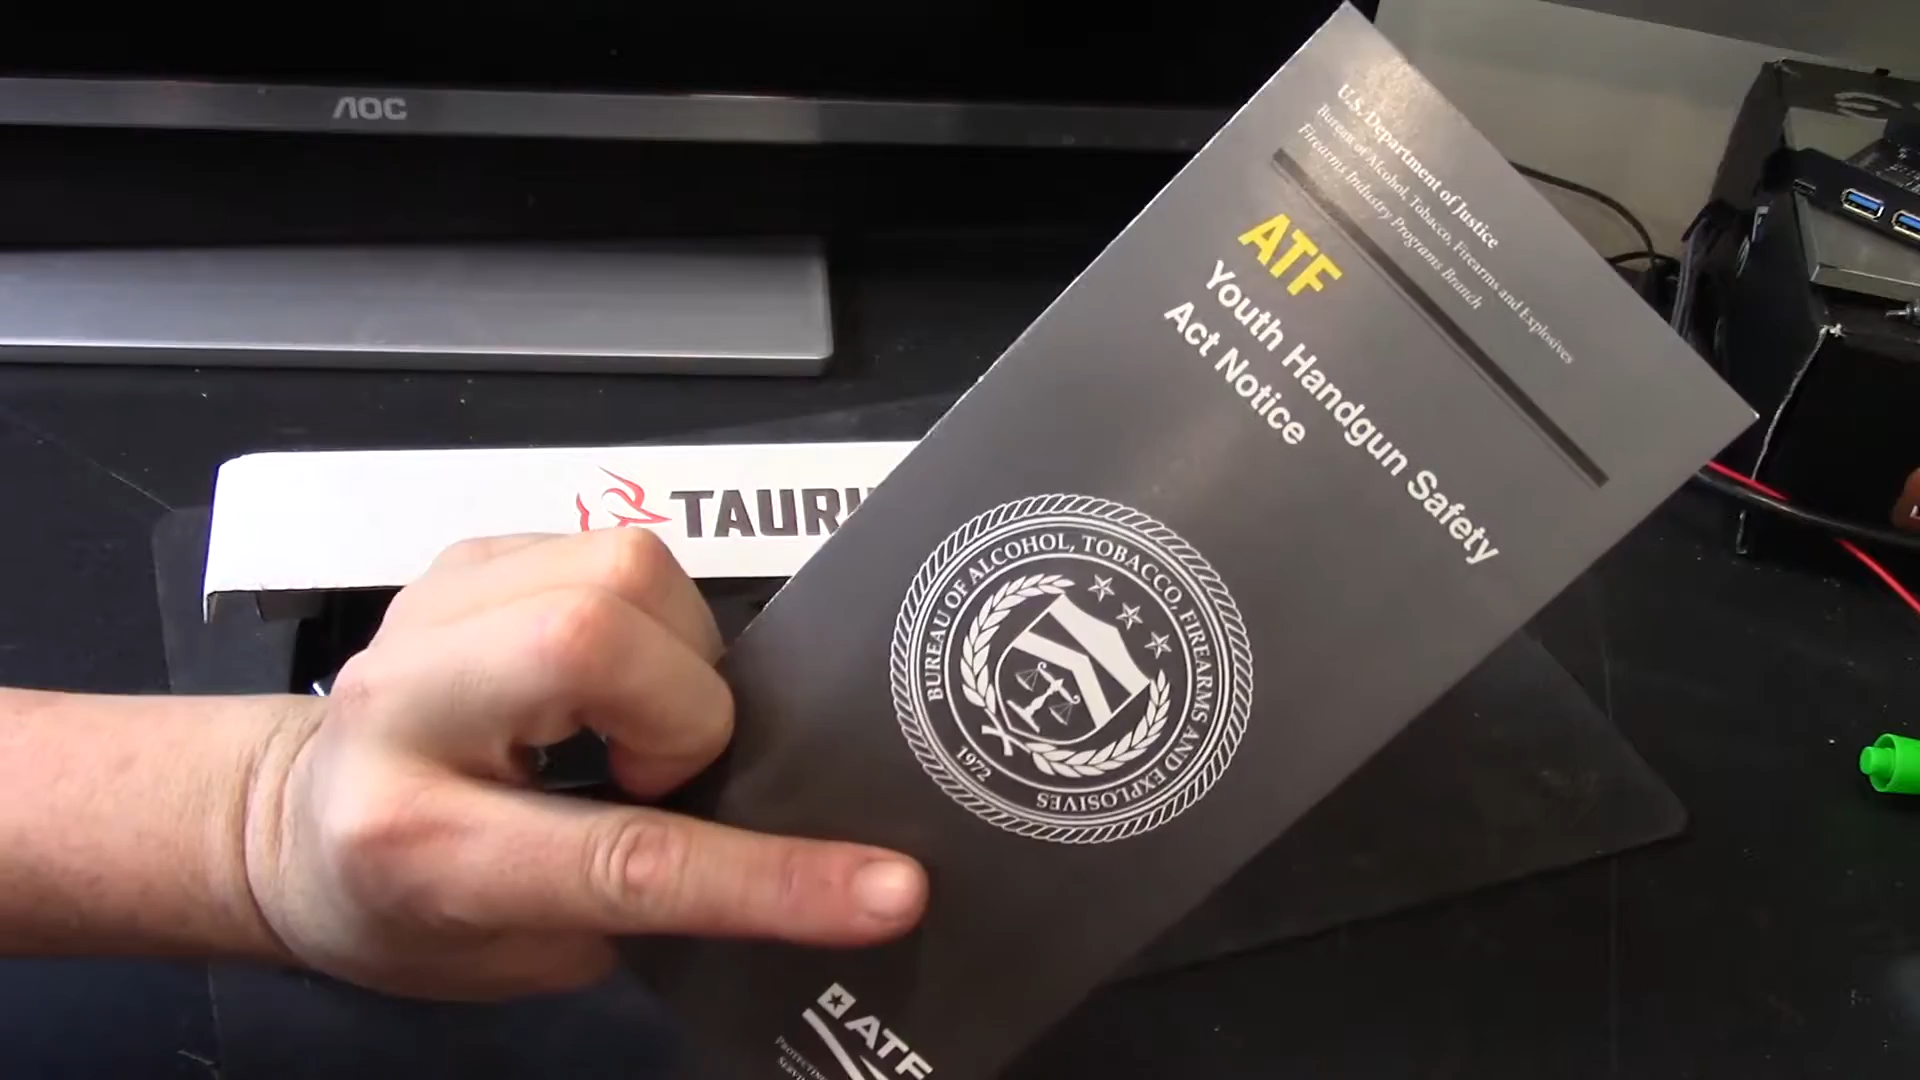 AOC
U.S. Department of Justice
Bureau of Alcohol, Tobacco, Firearms and Explosives
Firearms Industry Programs Branch
ATF
Youth Handgun Safety
Act Notice
TAURU
BUREAU OF ALCOHOL, TOBACCO, FIREARMS AND EXPLOSIVES
1972
ATF
PROTECTING